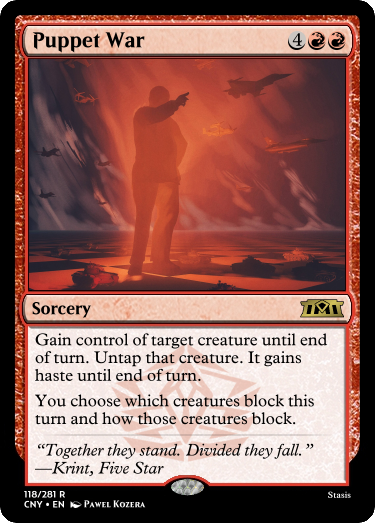 Puppet War 4
Sorcery
Gain control of target creature until end
of turn. Untap that creature. It gains
haste until end of turn.
You choose which creatures block this
turn and how those creatures block.
“Together they stand. Divided they fall.”
—Krint, Five Star
118/281 R Stasis
CNY • EN Pawel Kozera